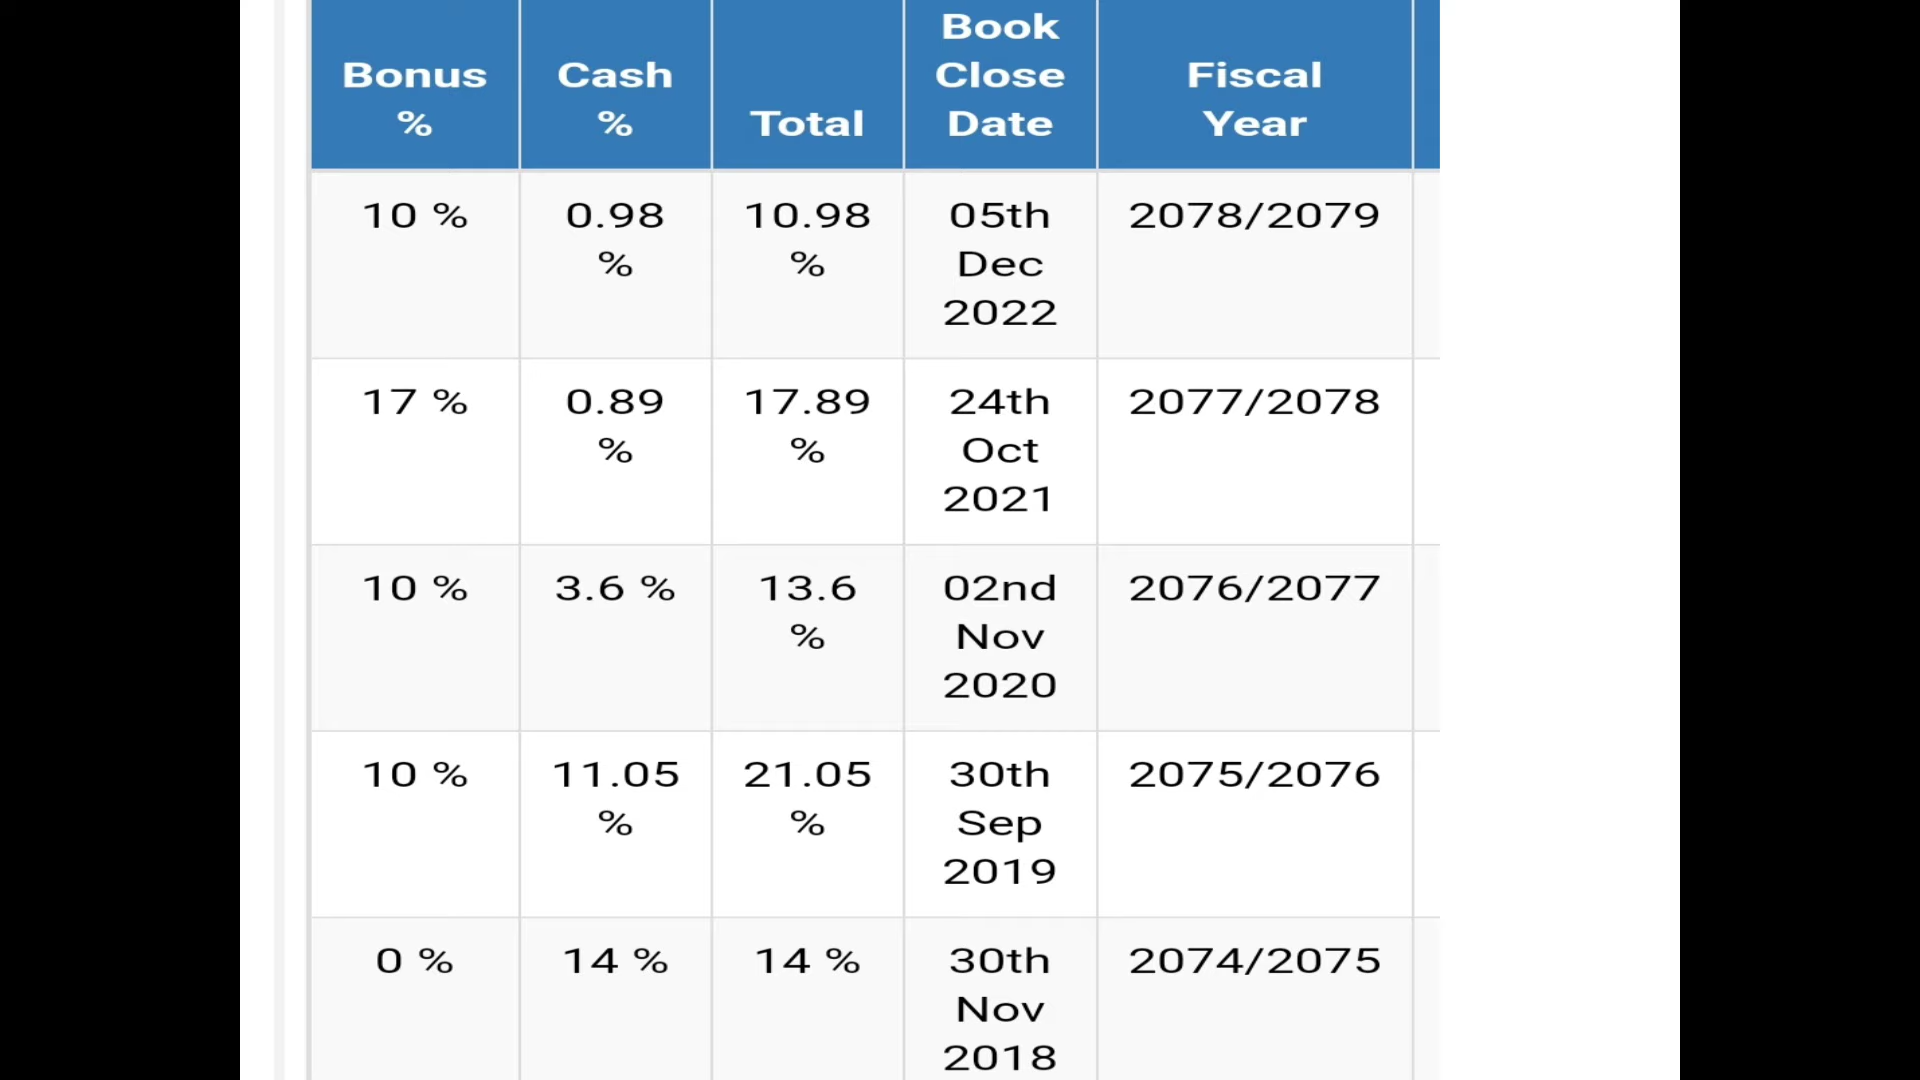 Bonus %
Cash %
Total
Book Close Date
Fiscal Year
10 %
0.98 %
10.98 %
05th Dec 2022
2078/2079
17 %
0.89 %
17.89 %
24th Oct 2021
2077/2078
10 %
3.6 %
13.6 %
02nd Nov 2020
2076/2077
10 %
11.05 %
21.05 %
30th Sep 2019
2075/2076
0 %
14 %
14 %
30th Nov 2018
2074/2075